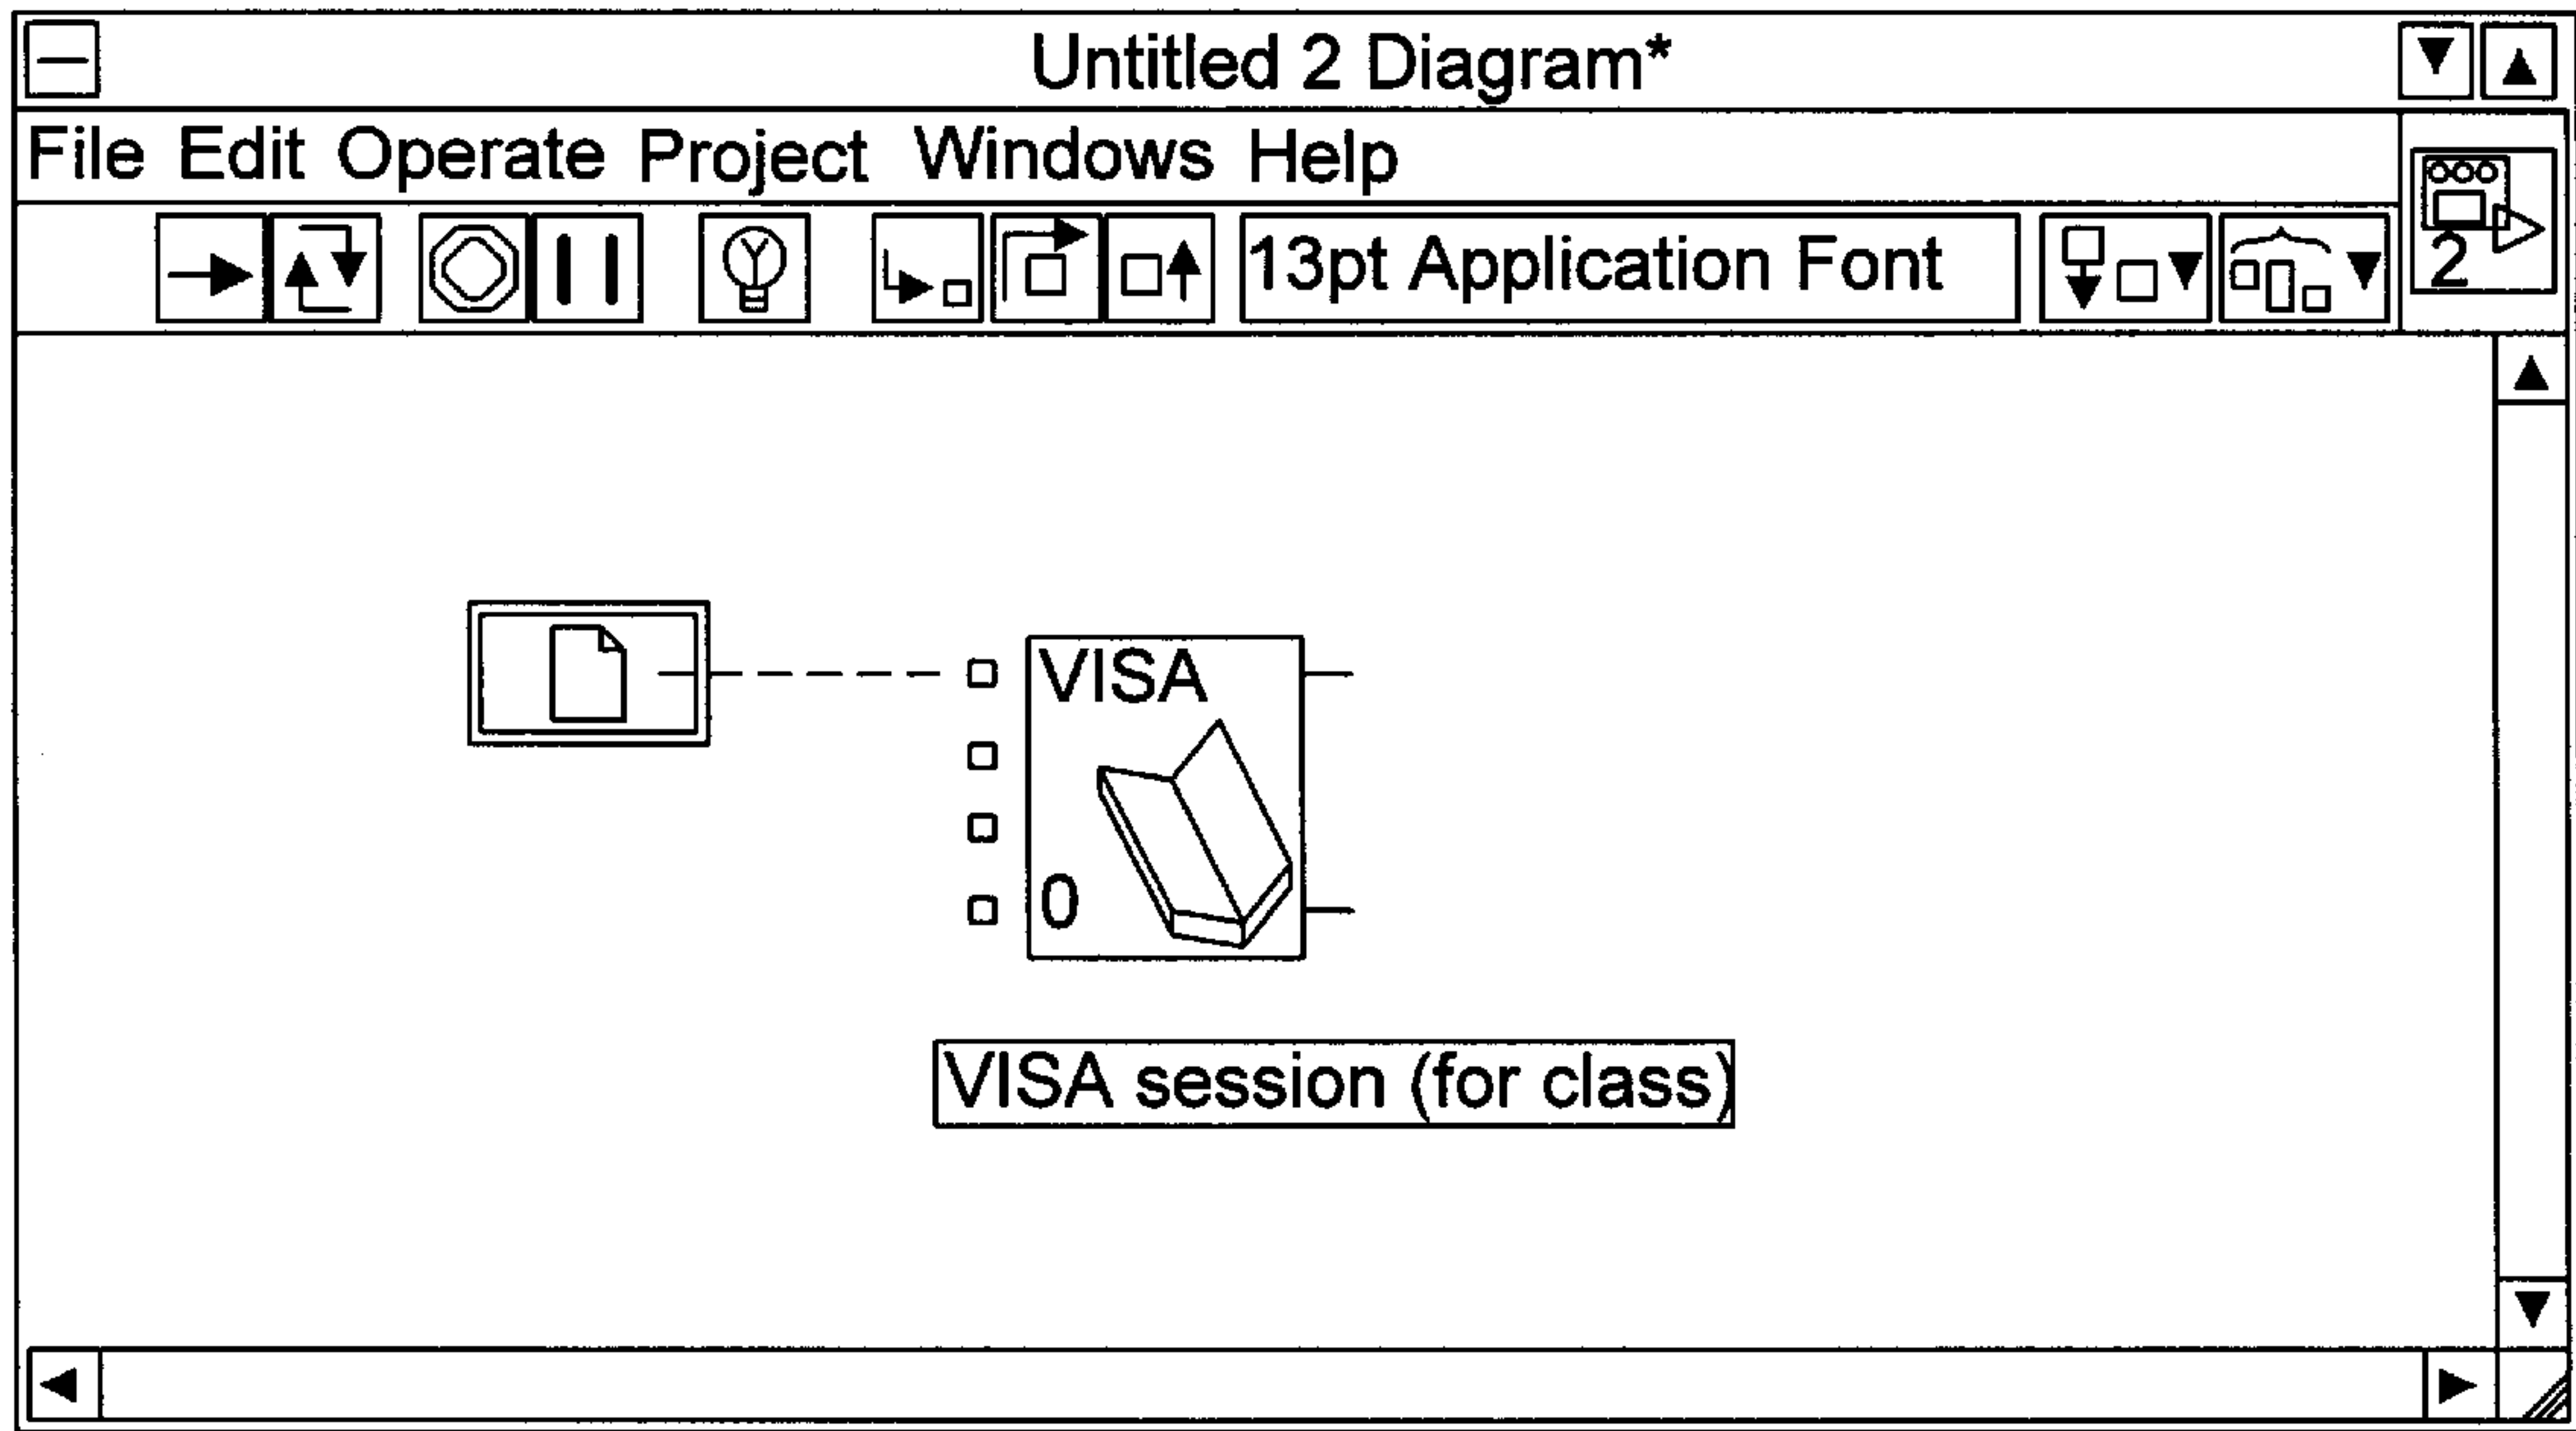 Untitled 2 Diagram*
File Edit Operate Project Windows Help
13pt Application Font
2
VISA
0
VISA session (for class)